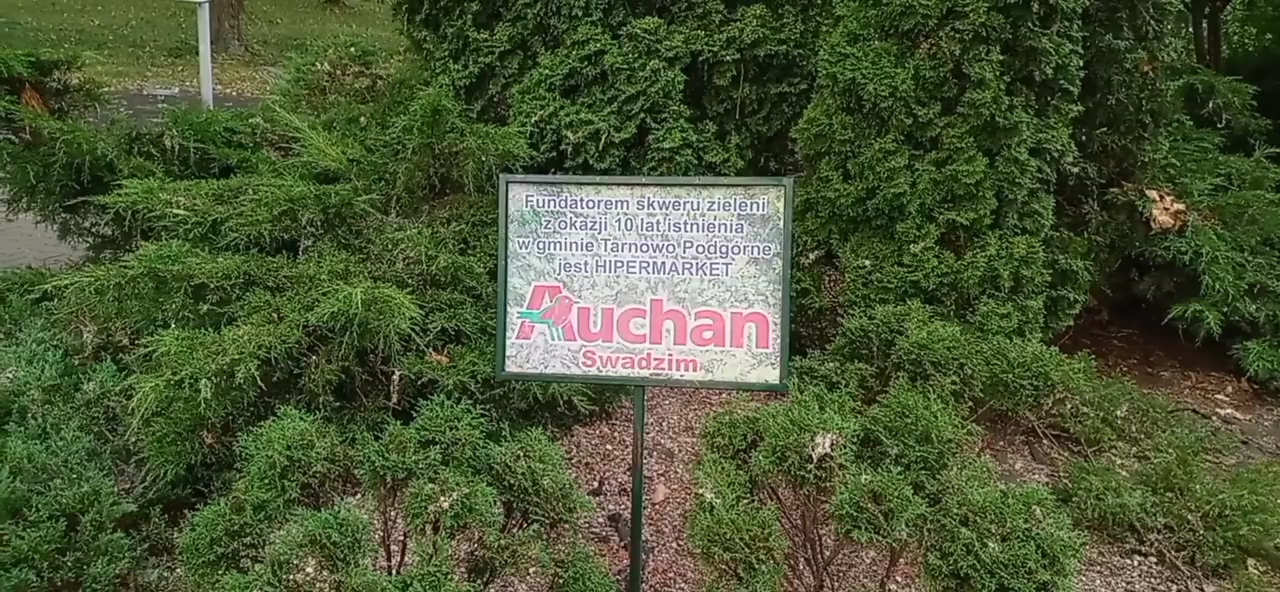 Fundatorem skweru zieleni
z okazji 10 lat istnienia
w gminie Tarnowo Podgórne
jest HIPERMARKET
Auchan
Swadzim